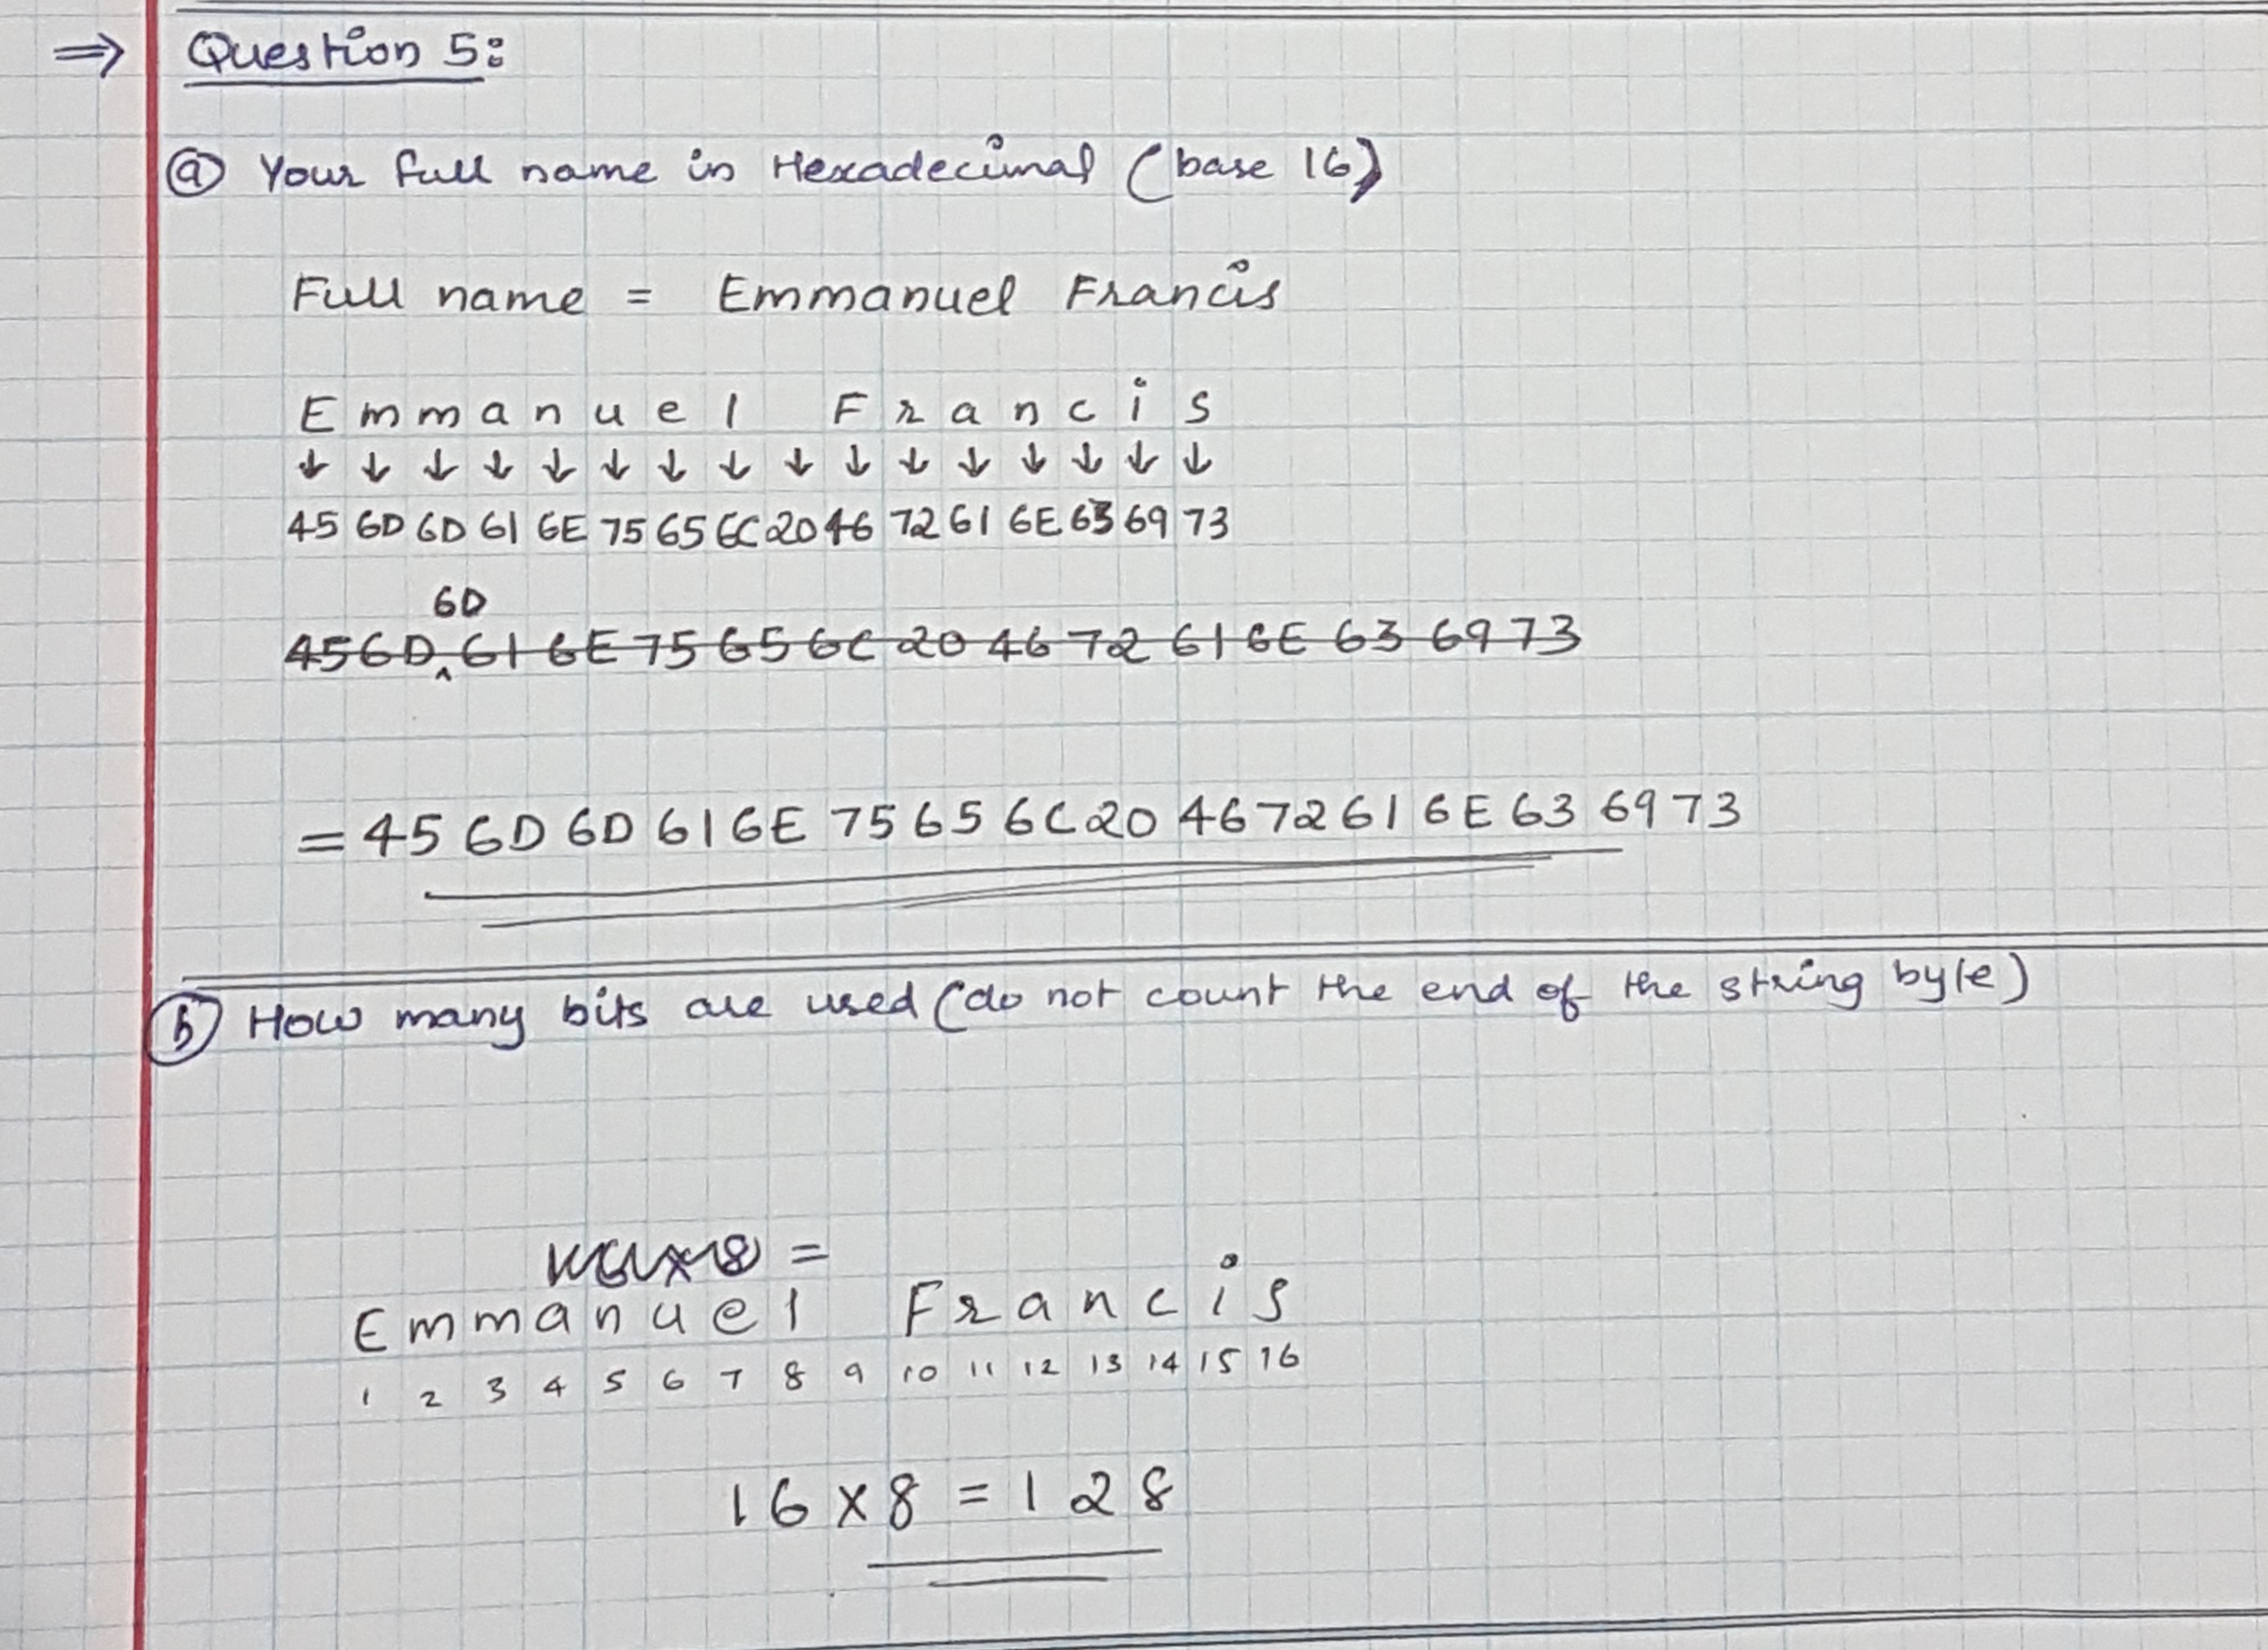 ⇒ Question 5:
ⓐ Your full name in Hexadecimal (base 16)
Full name = Emmanuel Francis
E m m a n u e l F r a n c i s
↓ ↓ ↓ ↓ ↓ ↓ ↓ ↓ ↓ ↓ ↓ ↓ ↓ ↓ ↓ ↓
45 6D 6D 61 6E 75 65 6C 20 46 72 61 6E 63 69 73
6D
456D‸61 6E 75 65 6C 20 46 72 61 6E 63 69 73
= 45 6D 6D 61 6E 75 65 6C 20 46 72 61 6E 63 69 73
ⓑ How many bits are used (do not count the end of the string byte)
=
E m m a n u e l F r a n c i s
1 2 3 4 5 6 7 8 9 10 11 12 13 14 15 16
16 x 8 = 128